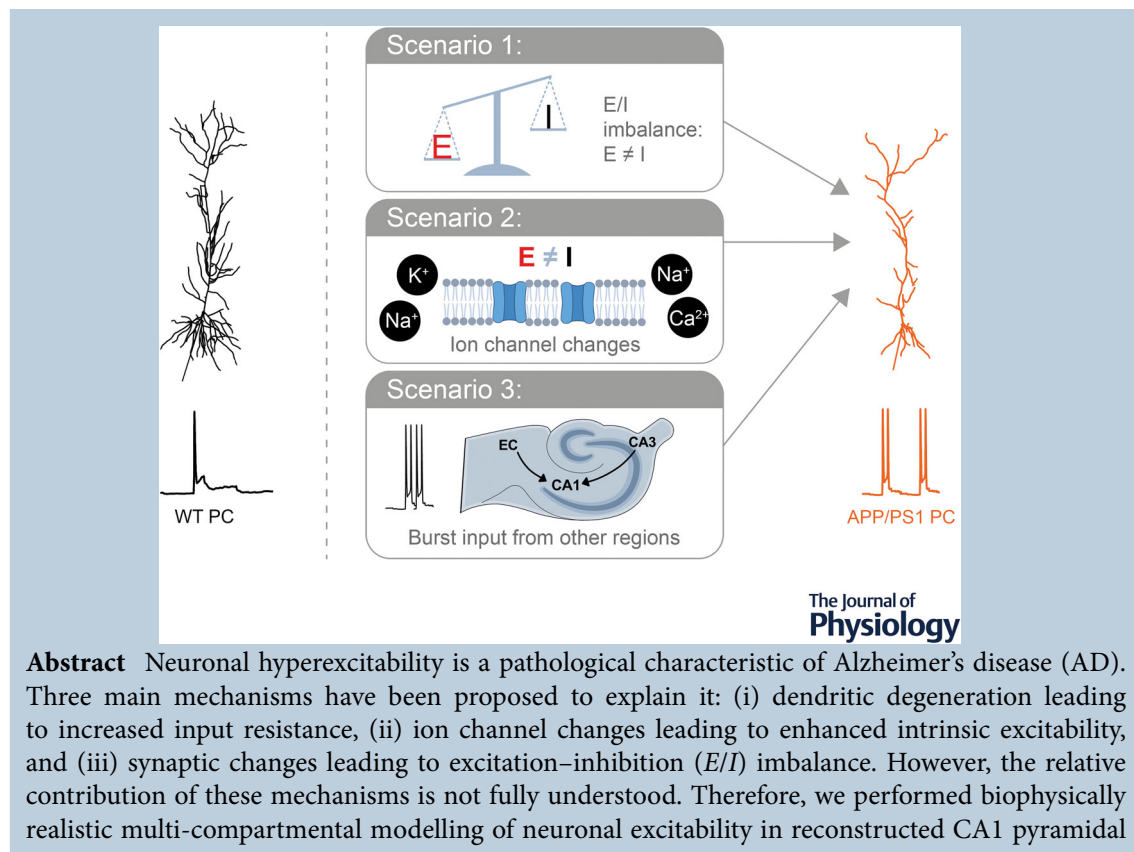 Scenario 1:
E
I
E/I
imbalance:
E ≠ I
Scenario 2:
E ≠ I
K+
Na+
Na+
Ca2+
Ion channel changes
Scenario 3:
EC
CA3
CA1
Burst input from other regions
WT PC
APP/PS1 PC
The Journal of
Physiology
Abstract Neuronal hyperexcitability is a pathological characteristic of Alzheimer's disease (AD).
Three main mechanisms have been proposed to explain it: (i) dendritic degeneration leading
to increased input resistance, (ii) ion channel changes leading to enhanced intrinsic excitability,
and (iii) synaptic changes leading to excitation–inhibition (E/I) imbalance. However, the relative
contribution of these mechanisms is not fully understood. Therefore, we performed biophysically
realistic multi-compartmental modelling of neuronal excitability in reconstructed CA1 pyramidal